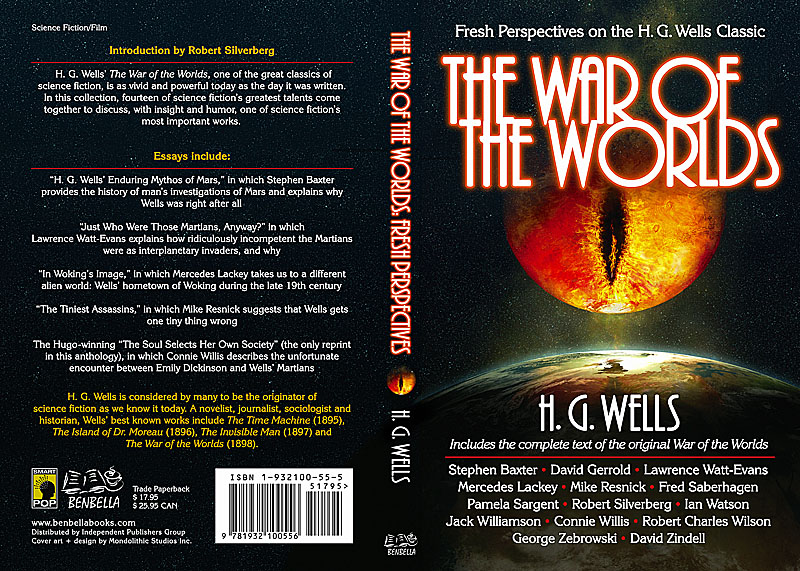 Science Fiction/Film
Introduction by Robert Silverberg
H. G. Wells' The War of the Worlds, one of the great classics of
science fiction, is as vivid and powerful today as the day it was written.
In this collection, fourteen of science fiction's greatest talents come
together to discuss, with insight and humor, one of science fiction's
most important works.
Essays include:
“H. G. Wells' Enduring Mythos of Mars,” in which Stephen Baxter
provides the history of man's investigations of Mars and explains why
Wells was right after all
“Just Who Were Those Martians, Anyway?” in which
Lawrence Watt-Evans explains how ridiculously incompetent the Martians
were as interplanetary invaders, and why
“In Woking's Image,” in which Mercedes Lackey takes us to a different
alien world: Wells' hometown of Woking during the late 19th century
“The Tiniest Assassins,” in which Mike Resnick suggests that Wells gets
one tiny thing wrong
The Hugo-winning “The Soul Selects Her Own Society” (the only reprint
in this anthology), in which Connie Willis describes the unfortunate
encounter between Emily Dickinson and Wells' Martians
H. G. Wells is considered by many to be the originator of
science fiction as we know it today. A novelist, journalist, sociologist and
historian, Wells' best known works include The Time Machine (1895),
The Island of Dr. Moreau (1896), The Invisible Man (1897) and
The War of the Worlds (1898).
SMART
POP
BENBELLA
Trade Paperback
$ 17.95
$ 25.95 CAN
www.benbellabooks.com
Distributed by Independent Publishers Group
Cover art + design by Mondolithic Studios Inc.
ISBN 1-932100-55-5
51795>
9 781932 100556
THE WAR OF THE WORLDS: FRESH PERSPECTIVES
H. G. WELLS
BENBELLA
Fresh Perspectives on the H. G. Wells Classic
THE WAR OF
THE WORLDS
H. G. WELLS
Includes the complete text of the original War of the Worlds
Stephen Baxter • David Gerrold • Lawrence Watt-Evans
Mercedes Lackey • Mike Resnick • Fred Saberhagen
Pamela Sargent • Robert Silverberg • Ian Watson
Jack Williamson • Connie Willis • Robert Charles Wilson
George Zebrowski • David Zindell